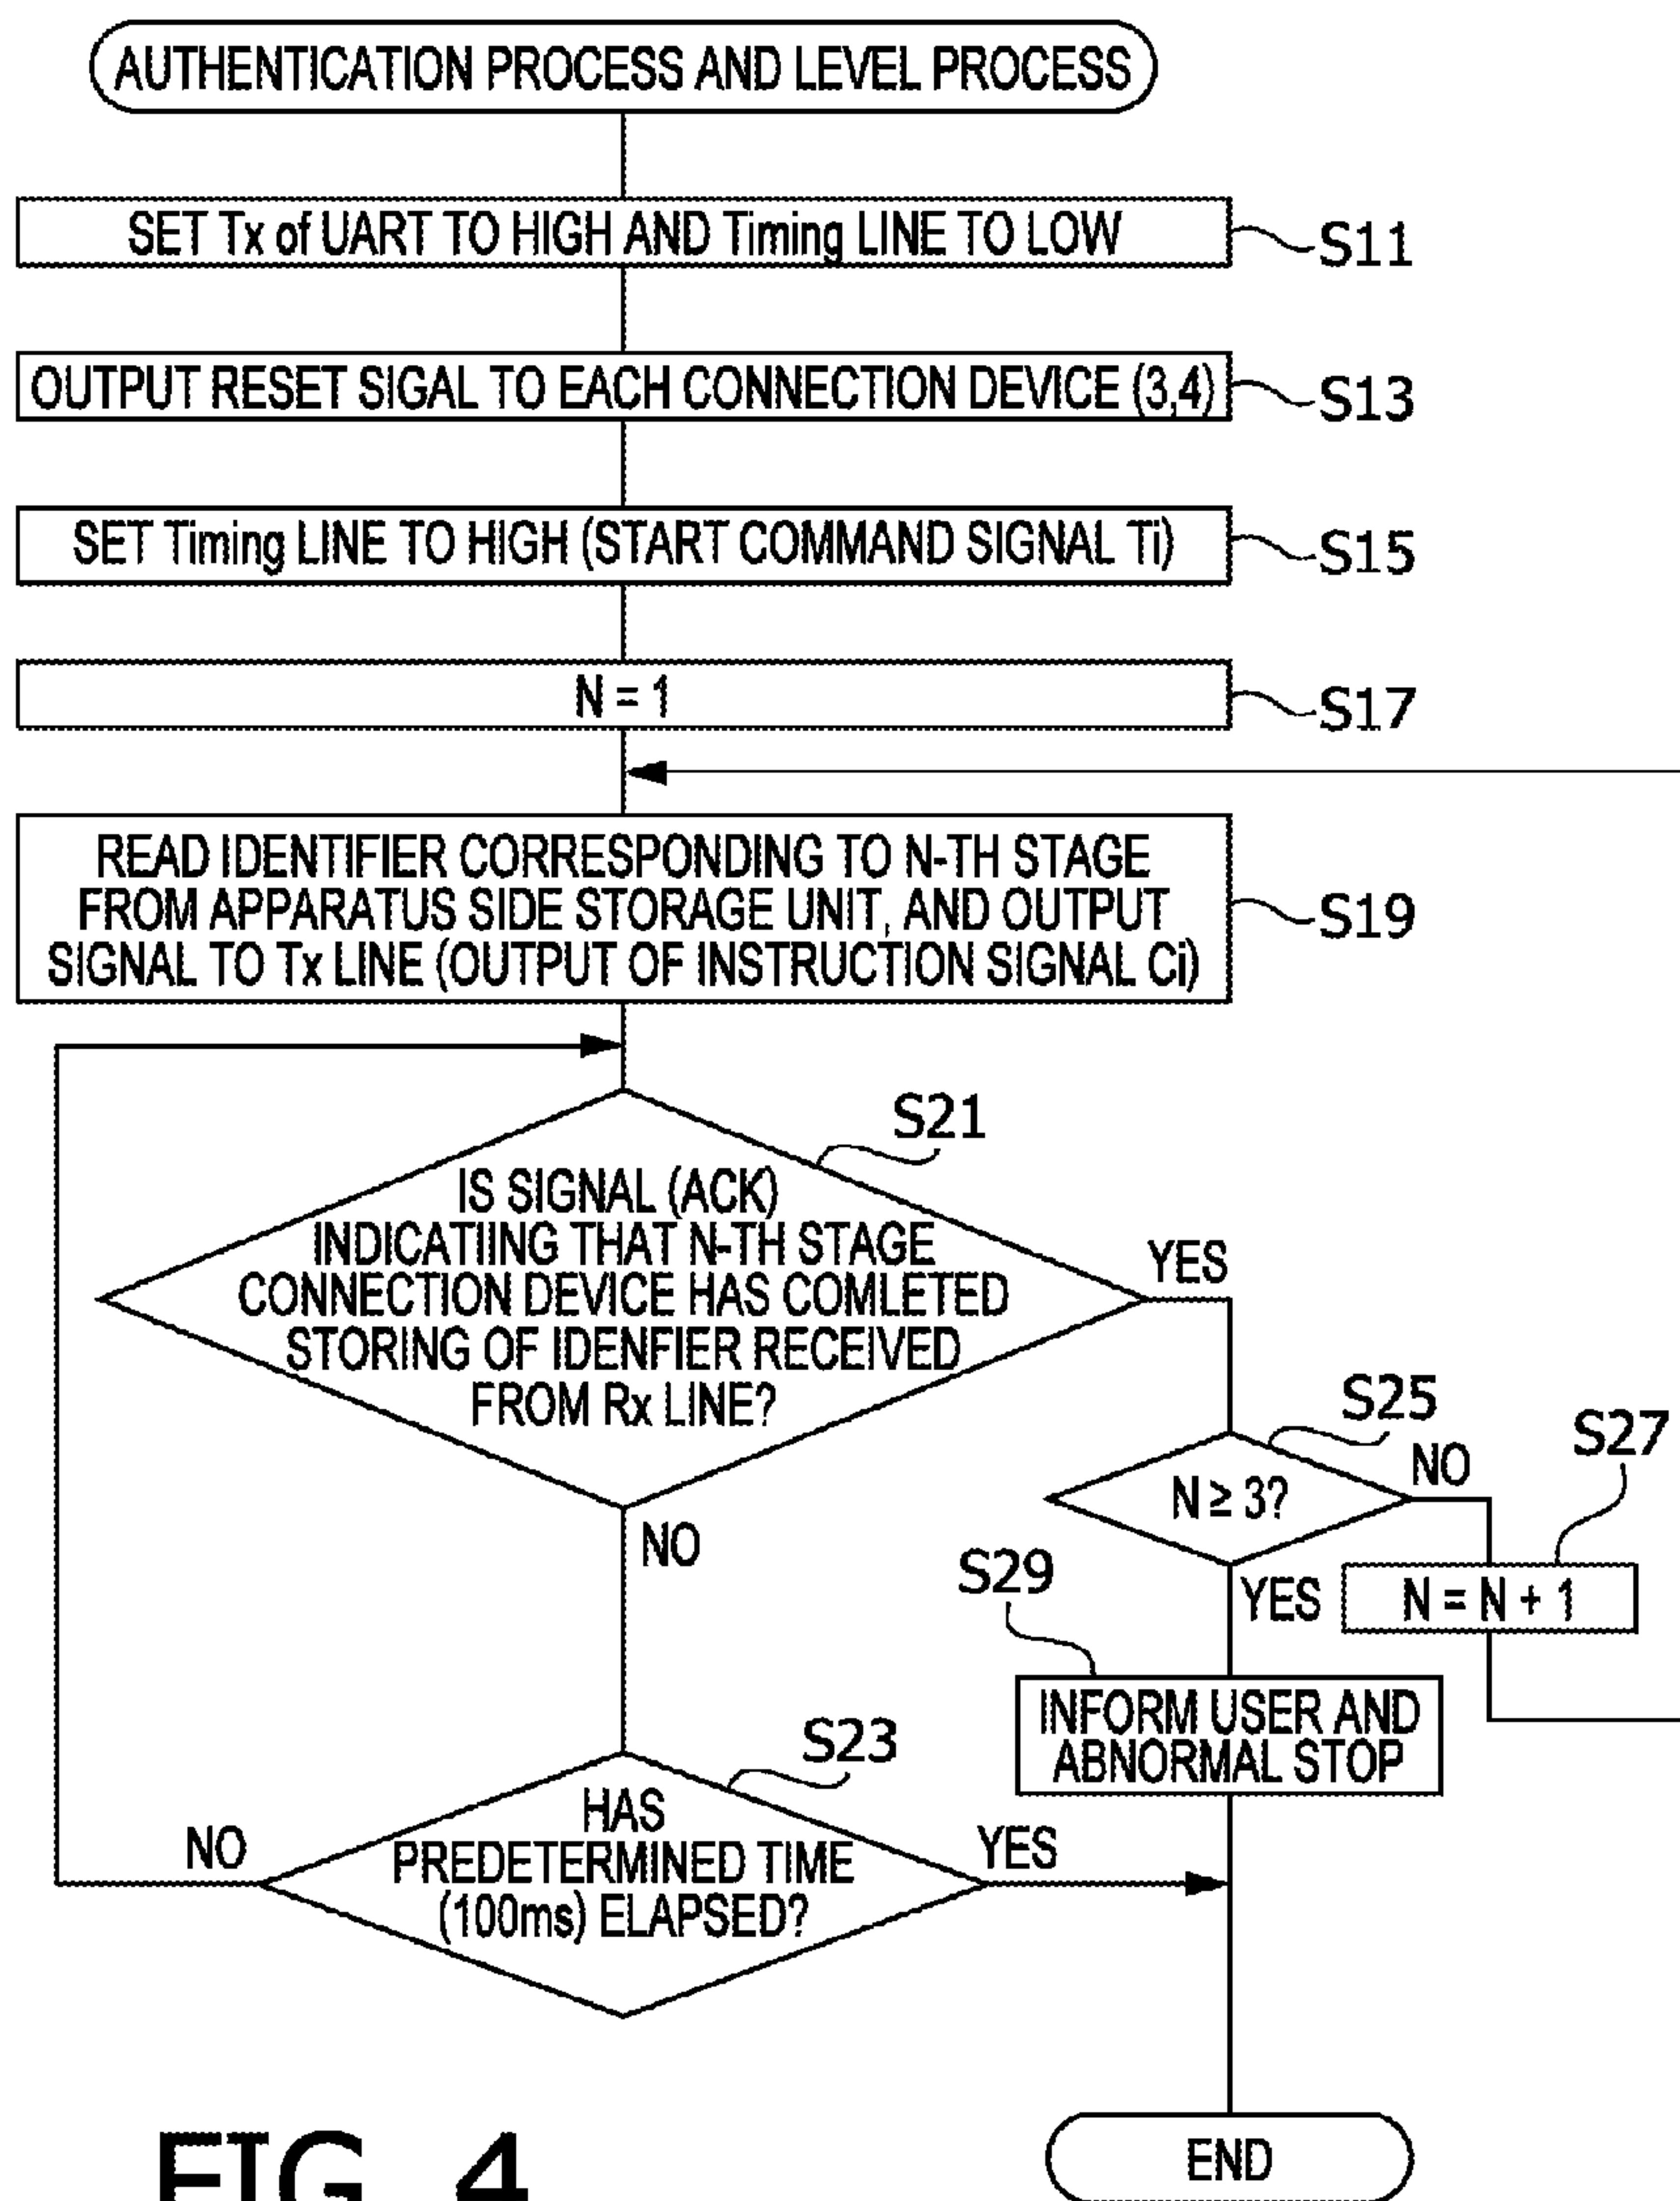 AUTHENTICATION PROCESS AND LEVEL PROCESS
SET Tx of UART TO HIGH AND Timing LINE TO LOW
S11
OUTPUT RESET SIGAL TO EACH CONNECTION DEVICE (3,4)
S13
SET Timing LINE TO HIGH (START COMMAND SIGNAL Ti)
S15
N = 1
S17
READ IDENTIFIER CORRESPONDING TO N-TH STAGE
FROM APPARATUS SIDE STORAGE UNIT, AND OUTPUT
SIGNAL TO Tx LINE (OUTPUT OF INSTRUCTION SIGNAL Ci)
S19
S21
IS SIGNAL (ACK)
INDICATIING THAT N-TH STAGE
CONNECTION DEVICE HAS COMLETED
STORING OF IDENFIER RECEIVED
FROM Rx LINE?
YES
NO
S25
N ≥ 3?
NO
YES
S27
N = N + 1
S29
INFORM USER AND
ABNORMAL STOP
S23
HAS
PREDETERMINED TIME
(100ms) ELAPSED?
NO
YES
END
FIG. 4